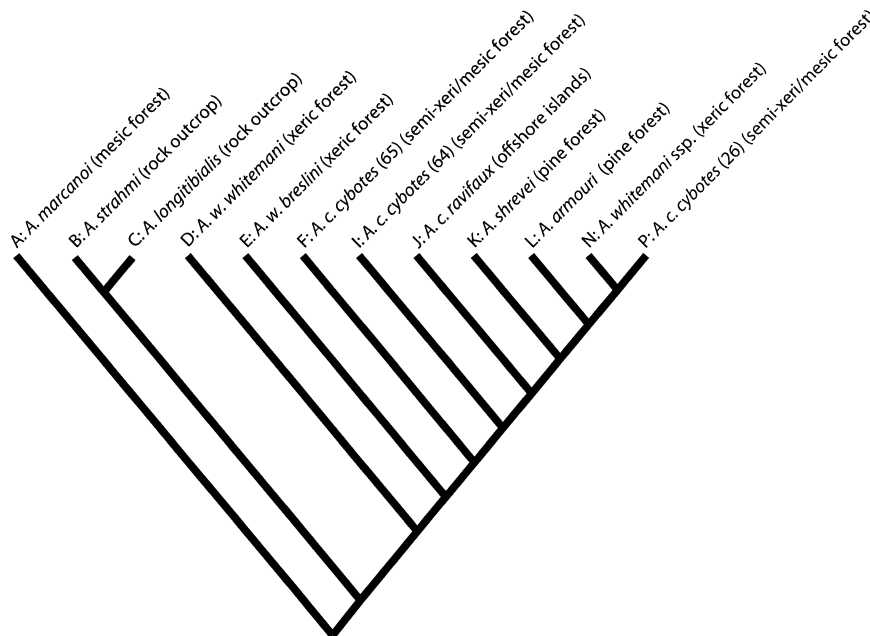 A: A. marcanoi (mesic forest)
B: A. strahmi (rock outcrop)
C: A. longitibialis (rock outcrop)
D: A. w. whitemani (xeric forest)
E: A. w. breslini (xeric forest)
F: A. c. cybotes (65) (semi-xeri/mesic forest)
I: A. c. cybotes (64) (semi-xeri/mesic forest)
J: A. c. ravifaux (offshore islands)
K: A. shrevei (pine forest)
L: A. armouri (pine forest)
N: A. whitemani ssp. (xeric forest)
P: A. c. cybotes (26) (semi-xeri/mesic forest)